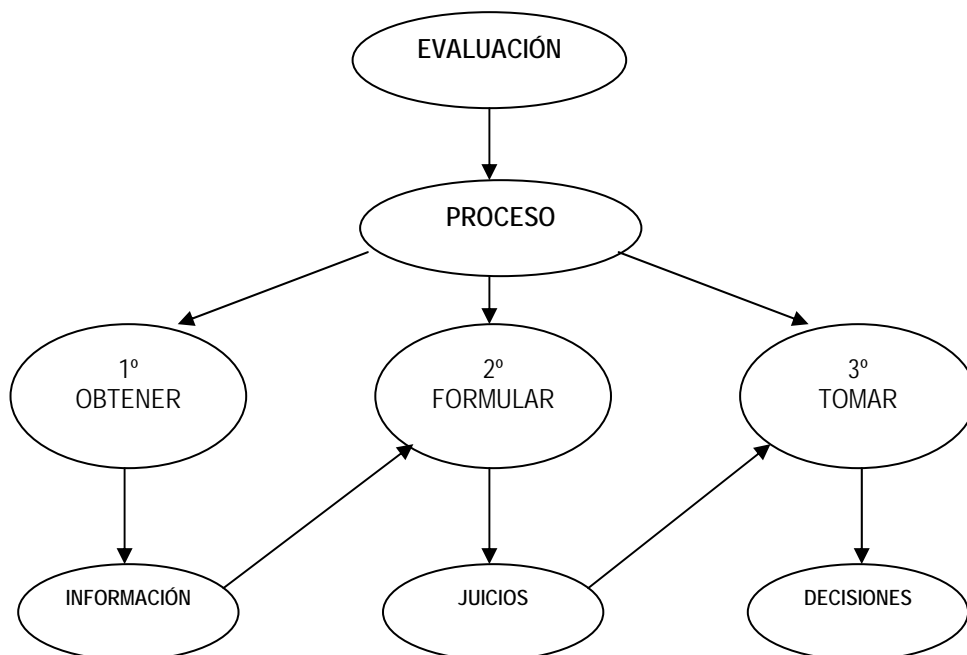 EVALUACIÓN
PROCESO
1º
OBTENER
2º
FORMULAR
3º
TOMAR
INFORMACIÓN
JUICIOS
DECISIONES